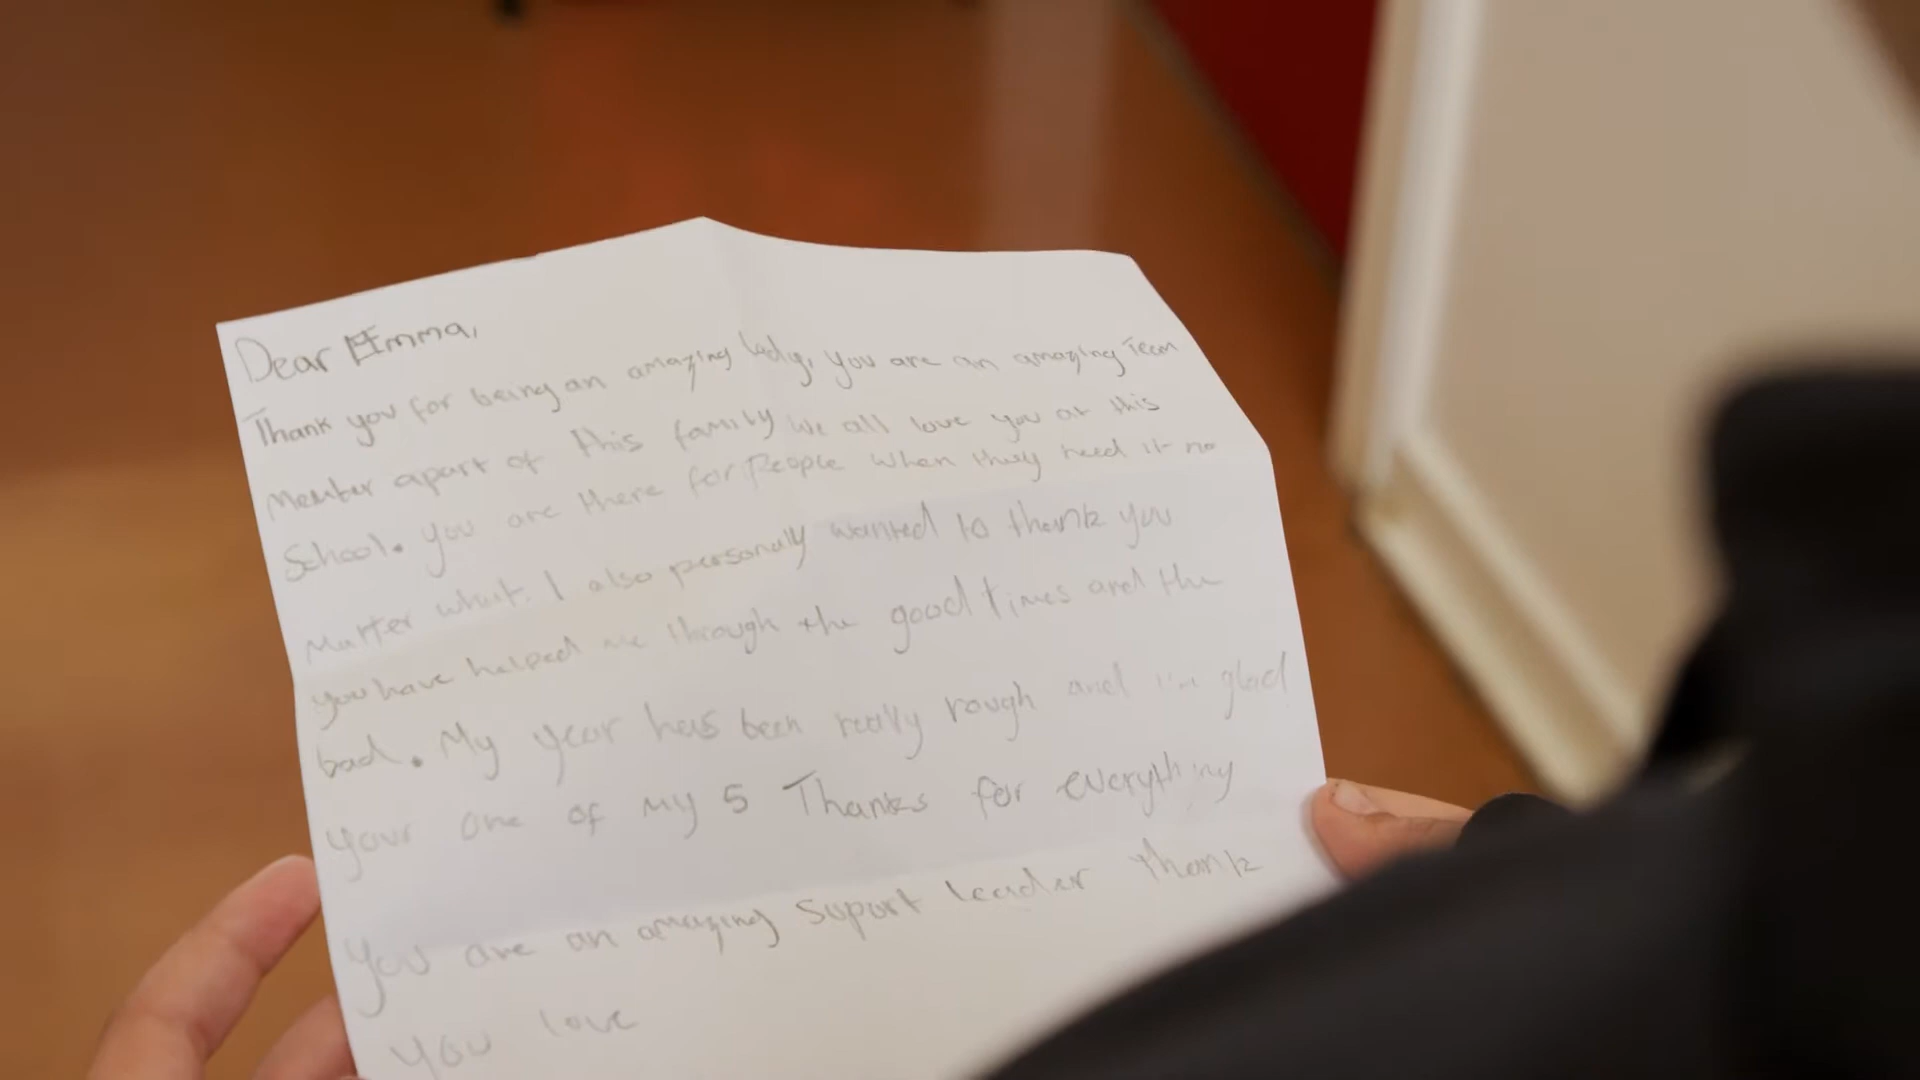 Dear Emma,
Thank you for being an amazing lady, you are an amazing Team
Member apart of this family we all love you at this
School. you are there for People when they need it no
Matter what. I also personally wanted to thank you
you have helped me through the good times and the
bad. My year has been really rough and i'm glad
your one of my 5 Thanks for everything
you are an amazing Suport leader thank
you love